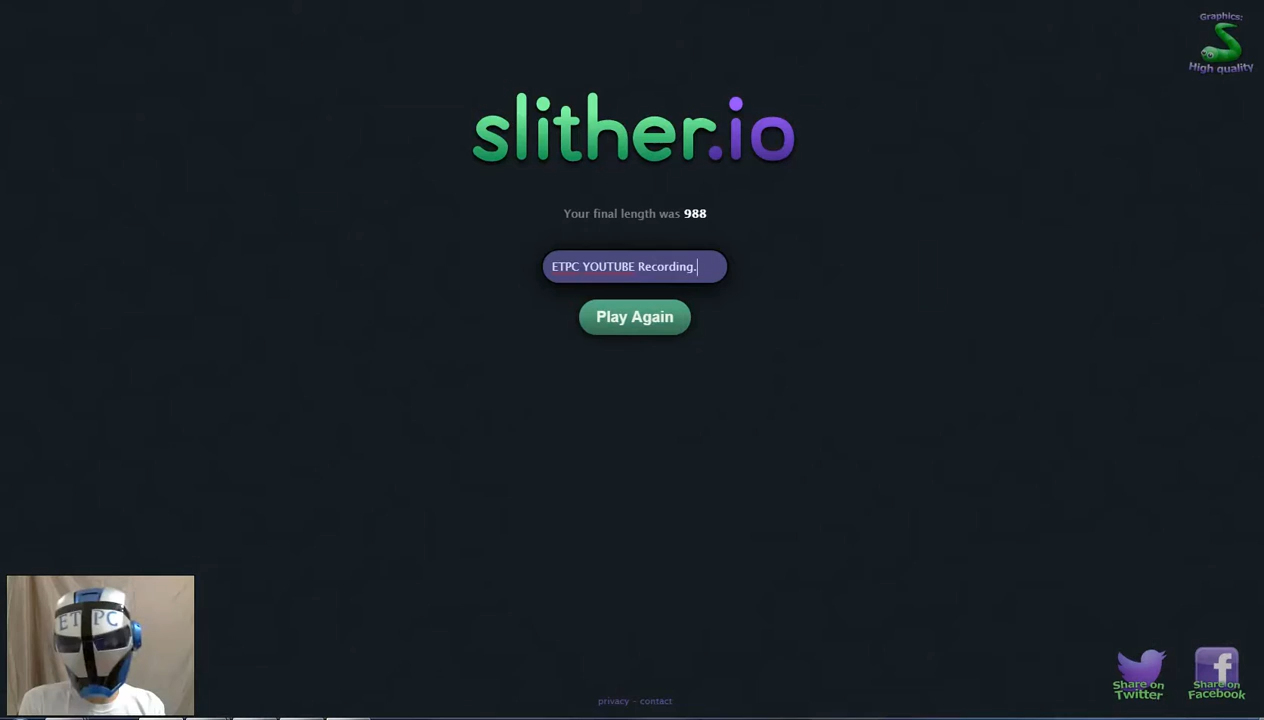 Graphics:
High quality
slither.io
Your final length was 988
ETPC YOUTUBE Recording.
Play Again
ETPC
Share on
Twitter
Share on
Facebook
privacy - contact